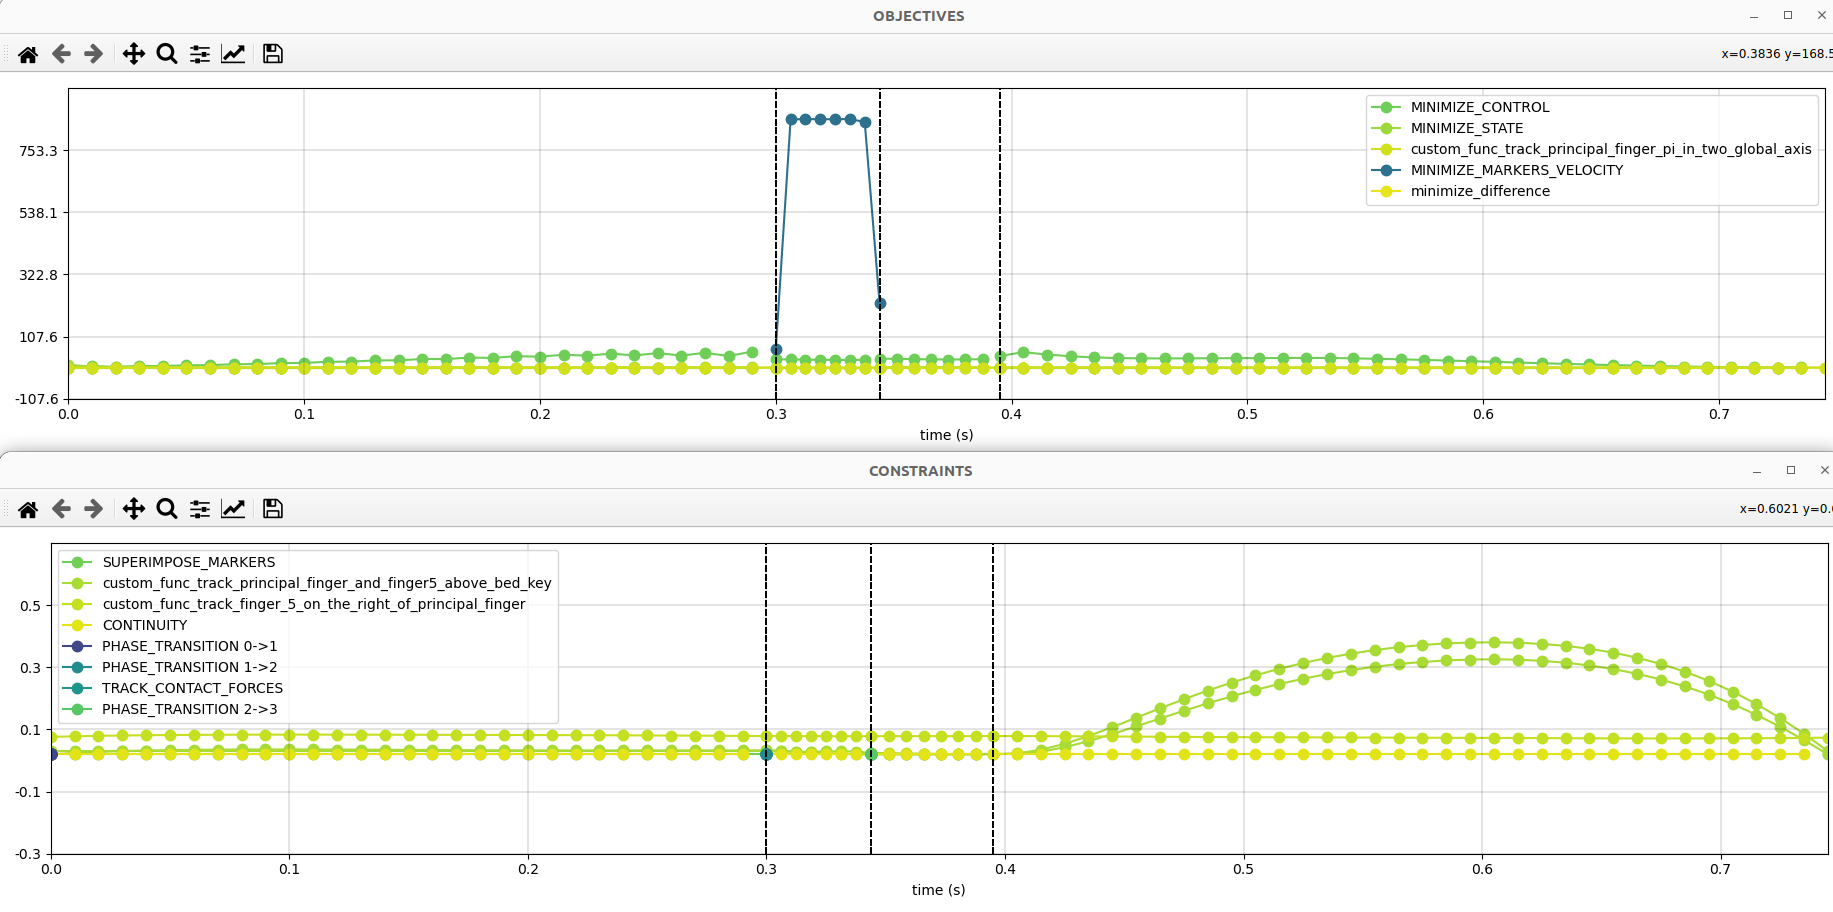 OBJECTIVES
x=0.3836 y=168.5
753.3
538.1
322.8
107.6
-107.6
MINIMIZE_CONTROL
MINIMIZE_STATE
custom_func_track_principal_finger_pi_in_two_global_axis
MINIMIZE_MARKERS_VELOCITY
minimize_difference
0.0 0.1 0.2 0.3 0.4 0.5 0.6 0.7
time (s)
CONSTRAINTS
x=0.6021 y=0.
SUPERIMPOSE_MARKERS
custom_func_track_principal_finger_and_finger5_above_bed_key
custom_func_track_finger_5_on_the_right_of_principal_finger
CONTINUITY
PHASE_TRANSITION 0->1
PHASE_TRANSITION 1->2
TRACK_CONTACT_FORCES
PHASE_TRANSITION 2->3
0.5
0.3
0.1
-0.1
-0.3
0.0 0.1 0.2 0.3 0.4 0.5 0.6 0.7
time (s)